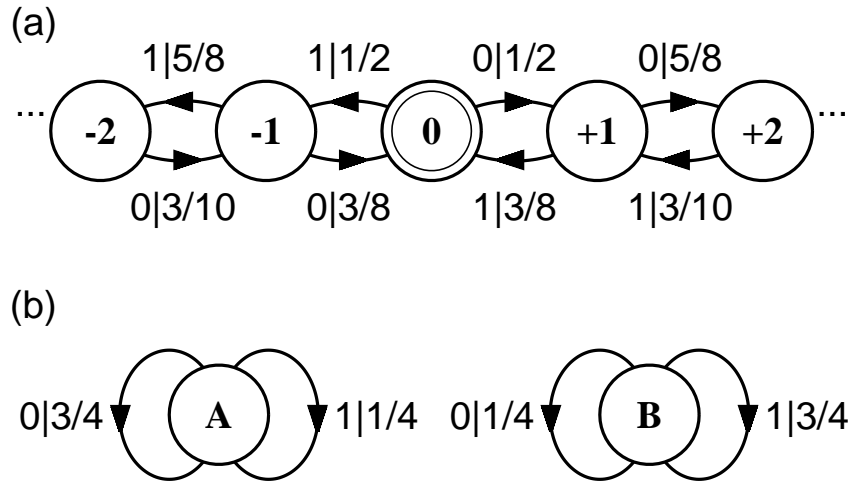 (a)
1|5/8 1|1/2 0|1/2 0|5/8
... -2 -1 0 +1 +2 ...
0|3/10 0|3/8 1|3/8 1|3/10
(b)
0|3/4 A 1|1/4 0|1/4 B 1|3/4